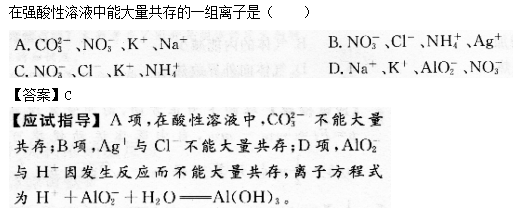 在强酸性溶液中能大量共存的一组离子是（ ）
A. CO₃²⁻、NO₃⁻、K⁺、Na⁺ B. NO₃⁻、Cl⁻、NH₄⁺、Ag⁺
C. NO₃⁻、Cl⁻、K⁺、NH₄⁺ D. Na⁺、K⁺、AlO₂⁻、NO₃⁻
【答案】C
【应试指导】A 项,在酸性溶液中,CO₃²⁻ 不能大量
共存;B 项,Ag⁺与 Cl⁻ 不能大量共存;D 项,AlO₂⁻
与 H⁺ 因发生反应而不能大量共存,离子方程式
为 H⁺+AlO₂⁻+H₂O══Al(OH)₃。